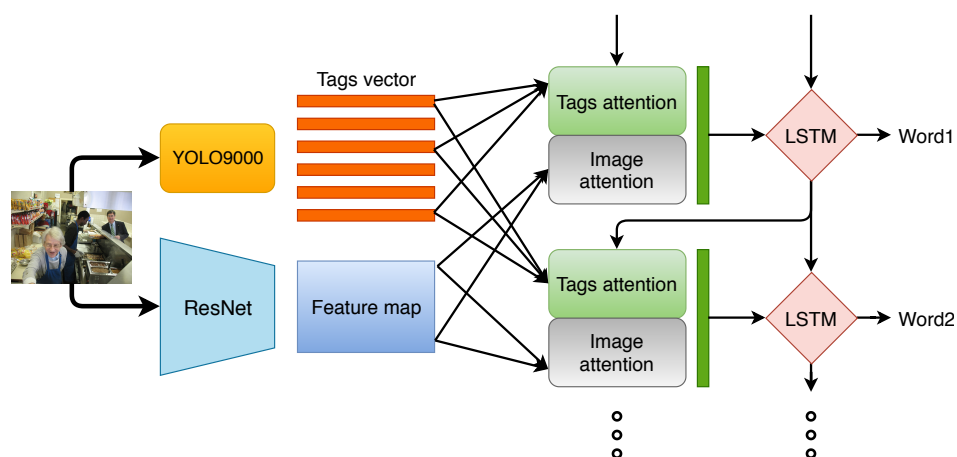 Tags vector
YOLO9000
ResNet
Feature map
Tags attention
Image
attention
LSTM
Word1
Tags attention
Image
attention
LSTM
Word2